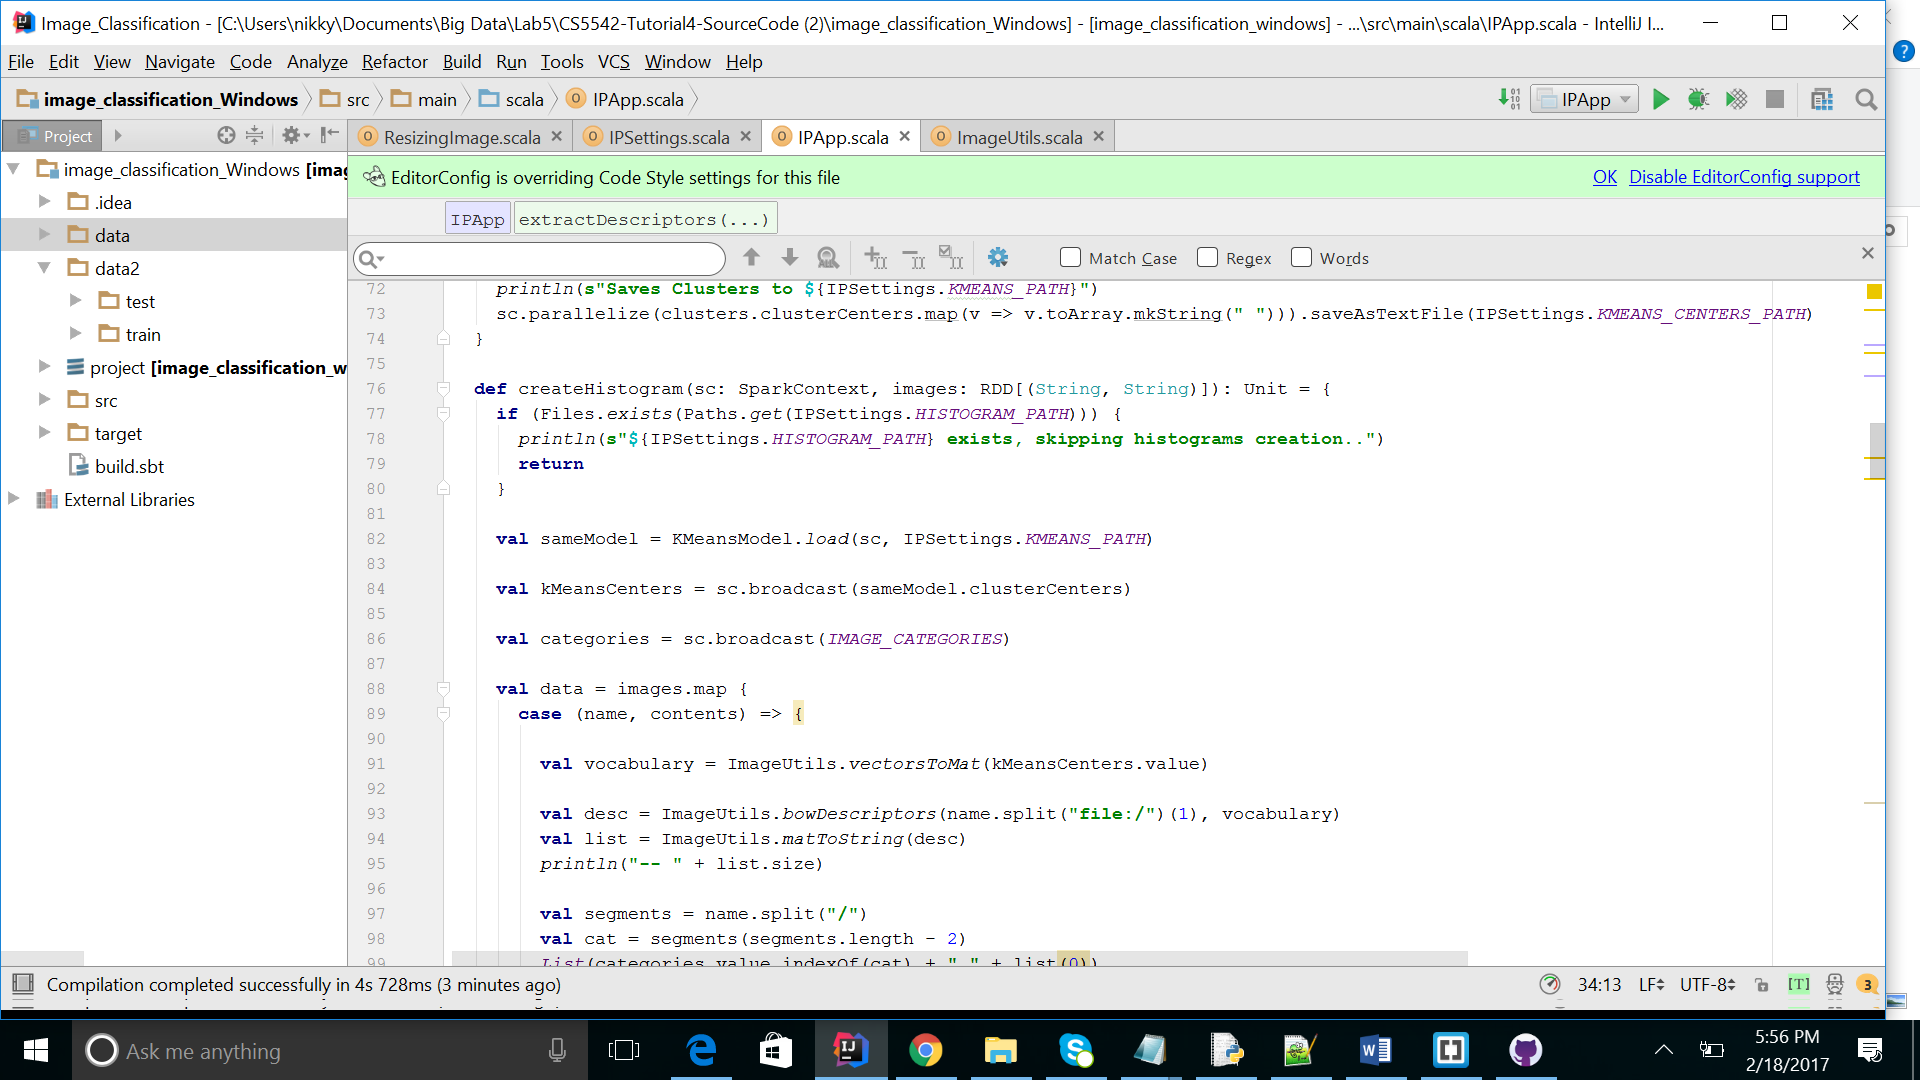 Image_Classification - [C:\Users\nikky\Documents\Big Data\Lab5\CS5542-Tutorial4-SourceCode (2)\image_classification_Windows] - [image_classification_windows] - ...\src\main\scala\IPApp.scala - IntelliJ I...
File Edit View Navigate Code Analyze Refactor Build Run Tools VCS Window Help
image_classification_Windows src main scala IPApp.scala
IPApp
Project
ResizingImage.scala IPSettings.scala IPApp.scala ImageUtils.scala
image_classification_Windows [imag
.idea
data
data2
test
train
project [image_classification_w
src
target
build.sbt
External Libraries
EditorConfig is overriding Code Style settings for this file OK Disable EditorConfig support
IPApp extractDescriptors(...)
Match Case Regex Words
72 println(s"Saves Clusters to ${IPSettings.KMEANS_PATH}")
73 sc.parallelize(clusters.clusterCenters.map(v => v.toArray.mkString(" "))).saveAsTextFile(IPSettings.KMEANS_CENTERS_PATH)
74 }
75
76 def createHistogram(sc: SparkContext, images: RDD[(String, String)]): Unit = {
77 if (Files.exists(Paths.get(IPSettings.HISTOGRAM_PATH))) {
78 println(s"${IPSettings.HISTOGRAM_PATH} exists, skipping histograms creation..")
79 return
80 }
81
82 val sameModel = KMeansModel.load(sc, IPSettings.KMEANS_PATH)
83
84 val kMeansCenters = sc.broadcast(sameModel.clusterCenters)
85
86 val categories = sc.broadcast(IMAGE_CATEGORIES)
87
88 val data = images.map {
89 case (name, contents) => {
90
91 val vocabulary = ImageUtils.vectorsToMat(kMeansCenters.value)
92
93 val desc = ImageUtils.bowDescriptors(name.split("file:/")(1), vocabulary)
94 val list = ImageUtils.matToString(desc)
95 println("-- " + list.size)
96
97 val segments = name.split("/")
98 val cat = segments(segments.length - 2)
99 List(categories.value.indexOf(cat) + "," + list(0))
Compilation completed successfully in 4s 728ms (3 minutes ago) 34:13 LF UTF-8 [T] 3
Ask me anything
5:56 PM
2/18/2017